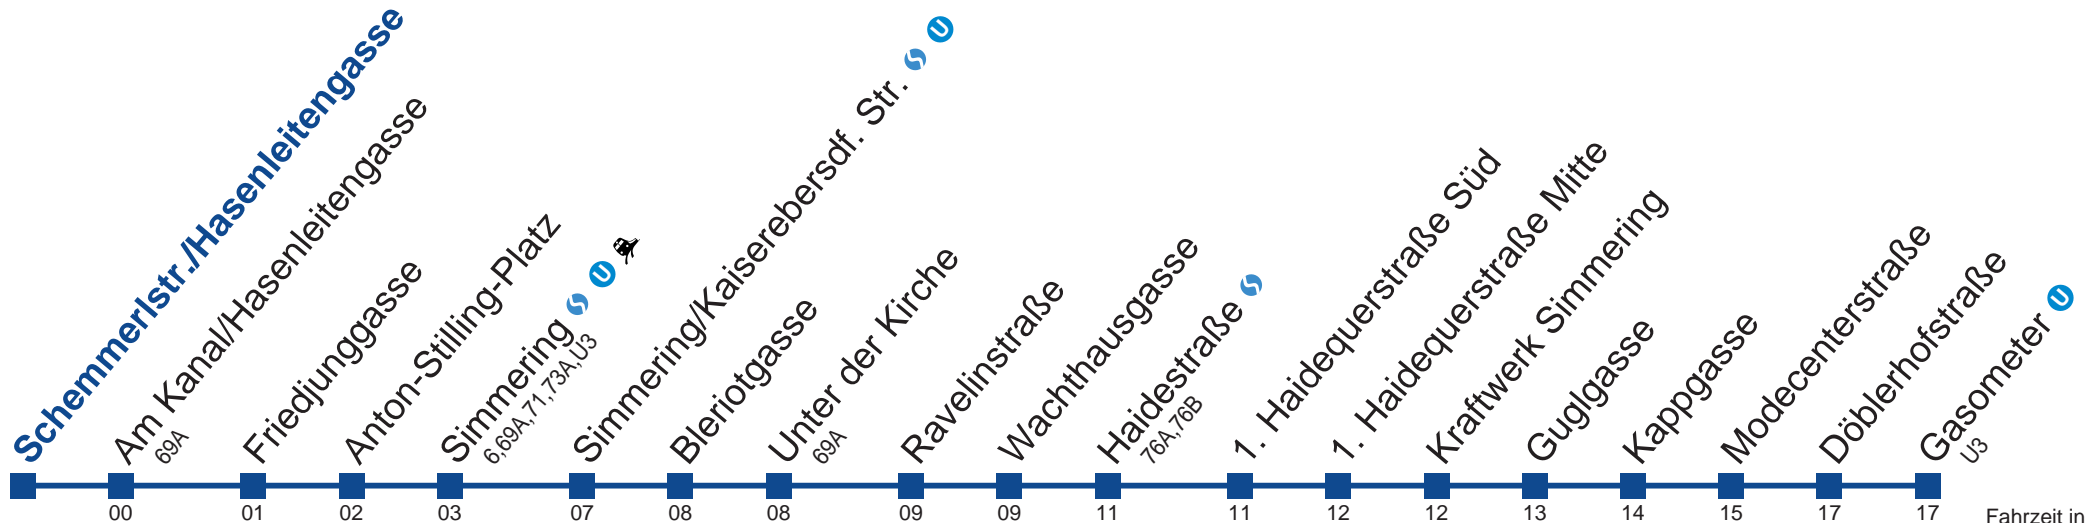 Schemmerlstr./Hasenleitengasse
Am Kanal/Hasenleitengasse
69A
Friedjunggasse
Anton-Stilling-Platz
Simmering
6,69A,71,73A,U3
Simmering/Kaiserebersdf. Str.
Bleriotgasse
Unter der Kirche
69A
Ravelinstraße
Wachthausgasse
Haidestraße
76A,76B
1. Haidequerstraße Süd
1. Haidequerstraße Mitte
Kraftwerk Simmering
Guglgasse
Kappgasse
Modecenterstraße
Döblerhofstraße
Gasometer
U3
00 01 02 03 07 08 08 09 09 11 11 12 12 13 14 15 17 17 Fahrzeit in